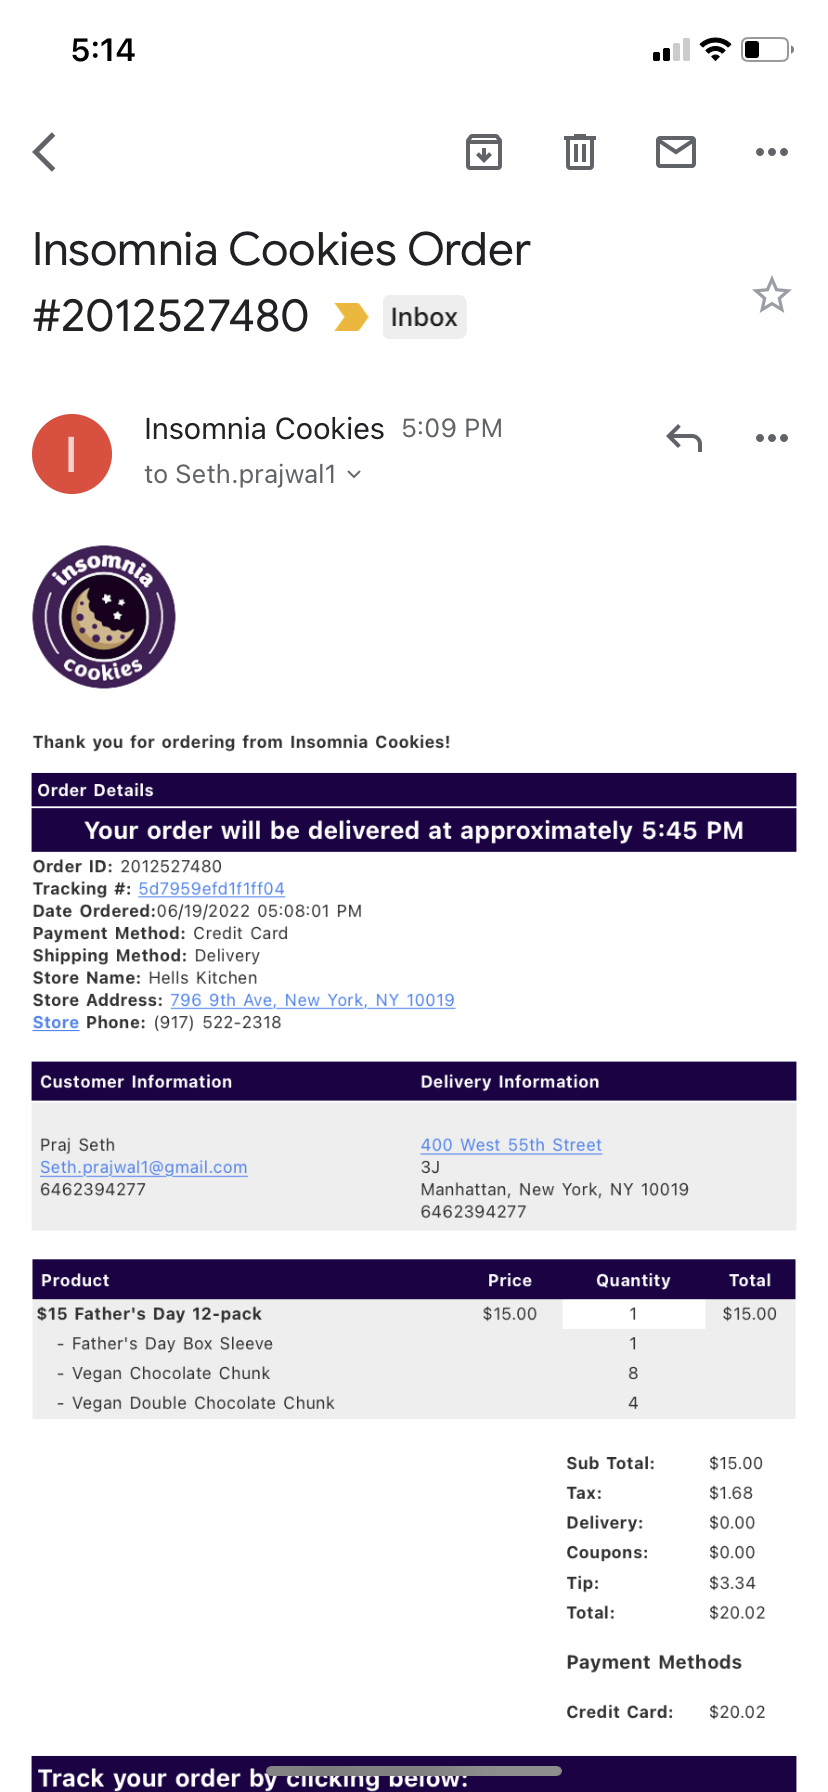 5:14
Insomnia Cookies Order
#2012527480 Inbox
I
Insomnia Cookies 5:09 PM
to Seth.prajwal1
insomnia
cookies
Thank you for ordering from Insomnia Cookies!
Order Details
Your order will be delivered at approximately 5:45 PM
Order ID: 2012527480
Tracking #: 5d7959efd1f1ff04
Date Ordered:06/19/2022 05:08:01 PM
Payment Method: Credit Card
Shipping Method: Delivery
Store Name: Hells Kitchen
Store Address: 796 9th Ave, New York, NY 10019
Store Phone: (917) 522-2318
Customer Information Delivery Information
Praj Seth 400 West 55th Street
Seth.prajwal1@gmail.com 3J
6462394277 Manhattan, New York, NY 10019
6462394277
Product Price Quantity Total
$15 Father's Day 12-pack $15.00 1 $15.00
- Father's Day Box Sleeve 1
- Vegan Chocolate Chunk 8
- Vegan Double Chocolate Chunk 4
Sub Total: $15.00
Tax: $1.68
Delivery: $0.00
Coupons: $0.00
Tip: $3.34
Total: $20.02
Payment Methods
Credit Card: $20.02
Track your order by clicking below: